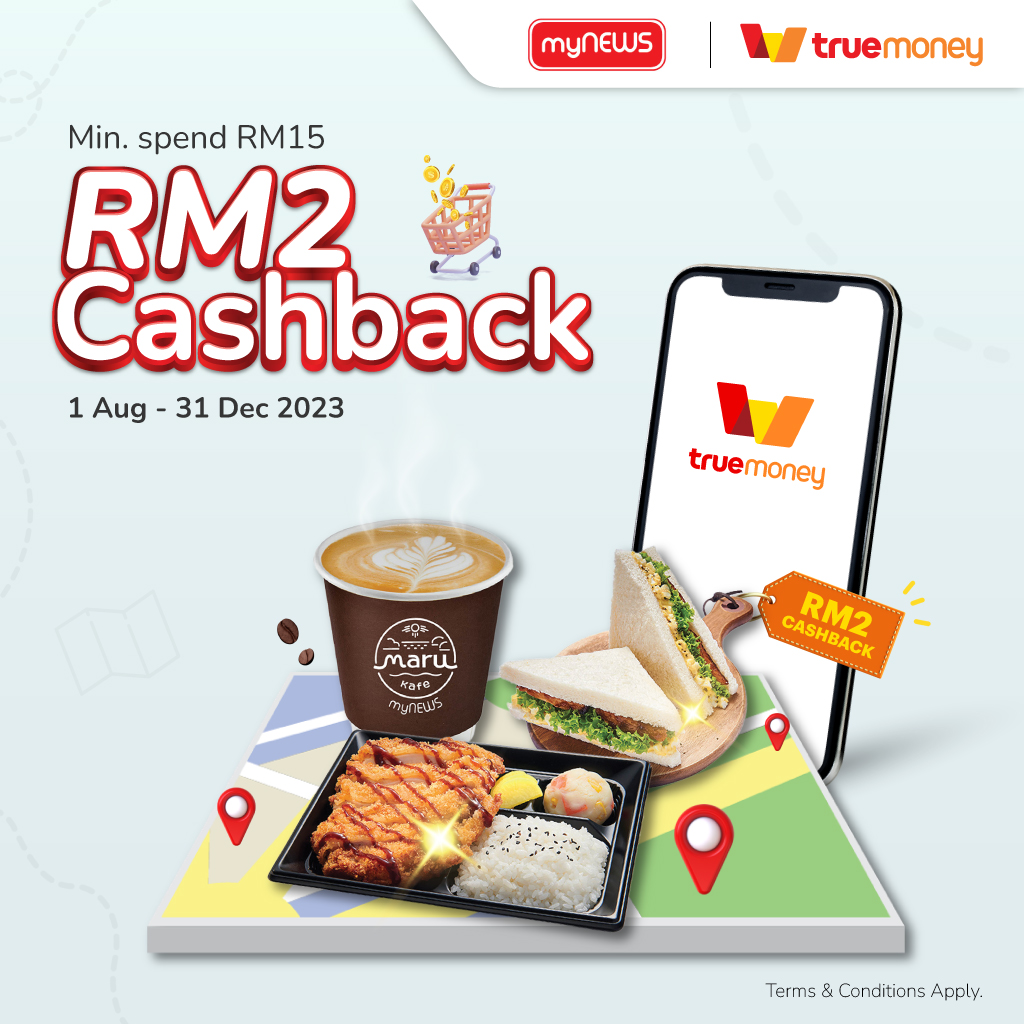 myNEWS
truemoney
Min. spend RM15
RM2
Cashback
1 Aug - 31 Dec 2023
truemoney
RM2
CASHBACK
maru
kafe
myNEWS
Terms & Conditions Apply.